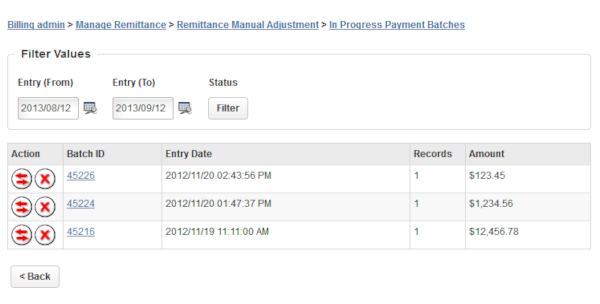 Billing admin > Manage Remittance > Remittance Manual Adjustment > In Progress Payment Batches
Filter Values
Entry (From) Entry (To) Status
2013/08/12 2013/09/12 Filter
Action Batch ID Entry Date Records Amount
45226 2012/11/20 02:43:56 PM 1 $123.45
45224 2012/11/20 01:47:37 PM 1 $1,234.56
45216 2012/11/19 11:11:00 AM 1 $12,456.78
< Back